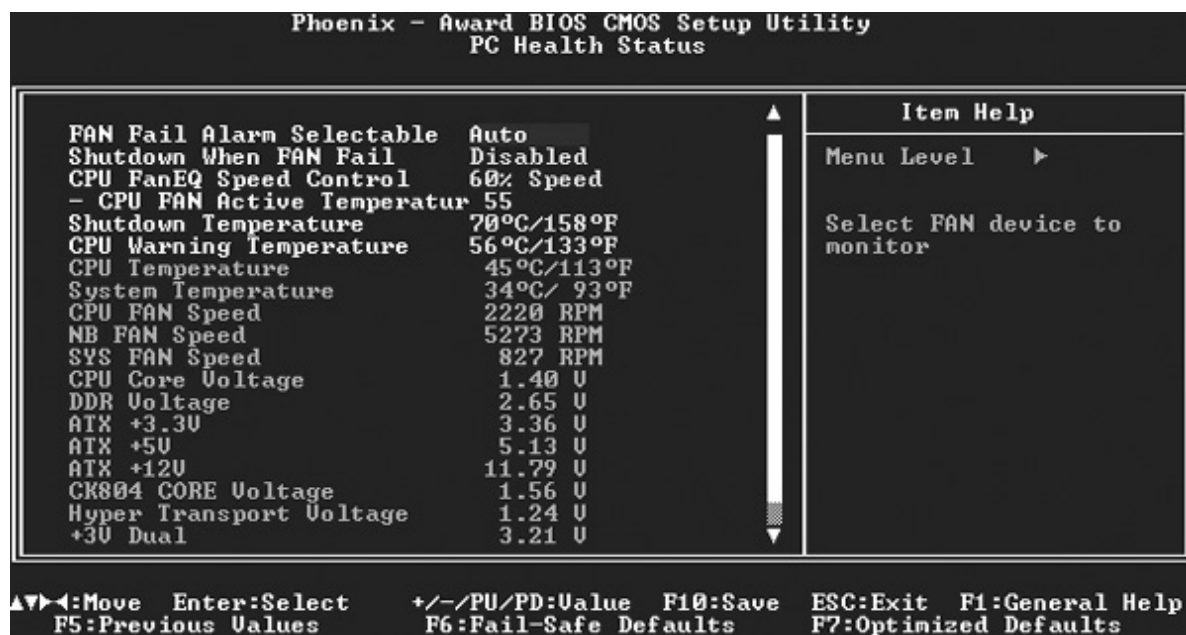 Phoenix - Award BIOS CMOS Setup Utility
PC Health Status
FAN Fail Alarm Selectable Auto
Shutdown When FAN Fail Disabled
CPU FanEQ Speed Control 60% Speed
- CPU FAN Active Temperatur 55
Shutdown Temperature 70ºC/158ºF
CPU Warning Temperature 56ºC/133ºF
CPU Temperature 45ºC/113ºF
System Temperature 34ºC/ 93ºF
CPU FAN Speed 2220 RPM
NB FAN Speed 5273 RPM
SYS FAN Speed 827 RPM
CPU Core Voltage 1.40 V
DDR Voltage 2.65 V
ATX +3.3V 3.36 V
ATX +5V 5.13 V
ATX +12V 11.79 V
CK804 CORE Voltage 1.56 V
Hyper Transport Voltage 1.24 V
+3V Dual 3.21 V
Item Help
Menu Level ►
Select FAN device to
monitor
▲▼►◄:Move Enter:Select +/-/PU/PD:Value F10:Save ESC:Exit F1:General Help
F5:Previous Values F6:Fail-Safe Defaults F7:Optimized Defaults